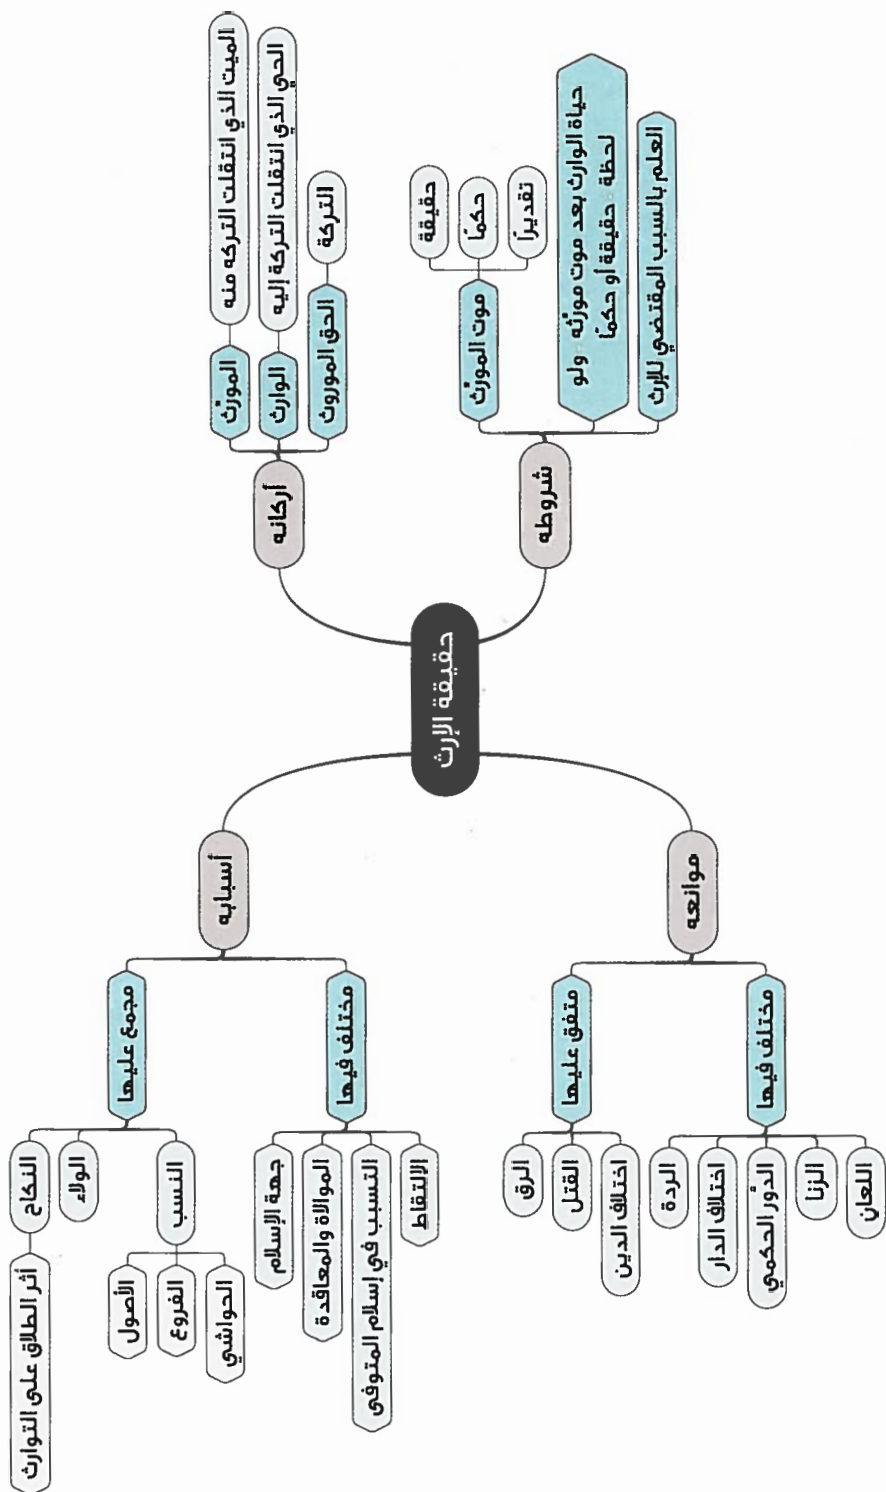 حقيقة الإرث
أركانه
المورِّث
الميت الذي انتقلت التركه منه
الوارث
الحي الذي انتقلت التركة إليه
الحق الموروث
التركة
شروطه
موت المورِّث
حقيقة
حكمًا
تقديرًا
حياة الوارث بعد موت مورِّثه - ولو
لحظة - حقيقة أو حكمًا
العلم بالسبب المقتضي للإرث
أسبابه
مجمع عليها
النكاح
أثر الطلاق على التوارث
الولاء
النسب
الأصول
الفروع
الحواشي
مختلف فيها
جهة الإسلام
الموالاة والمعاقدة
التسبب في إسلام المتوفى
الالتقاط
موانعه
متفق عليها
الرق
القتل
اختلاف الدين
مختلف فيها
الردة
اختلاف الدار
الدَّور الحكمي
الزنا
اللعان